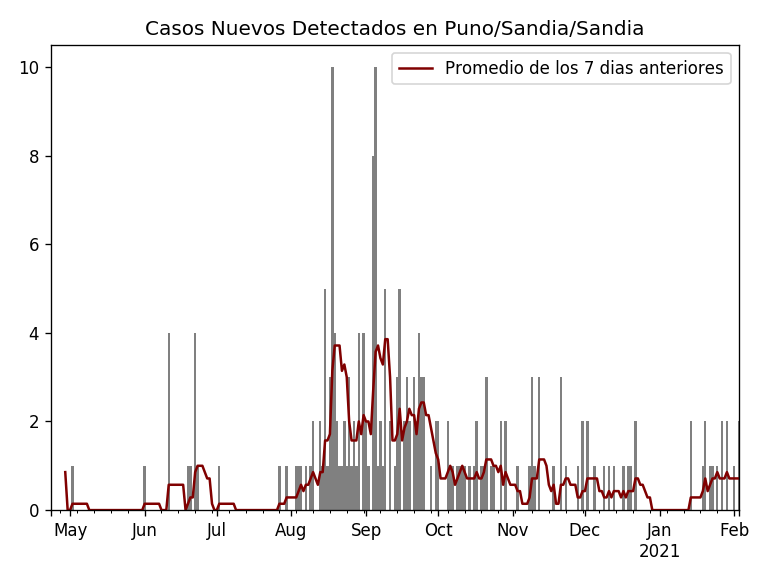 Casos Nuevos Detectados en Puno/Sandia/Sandia
Promedio de los 7 dias anteriores
10
8
6
4
2
0
May Jun Jul Aug Sep Oct Nov Dec Jan Feb
2021